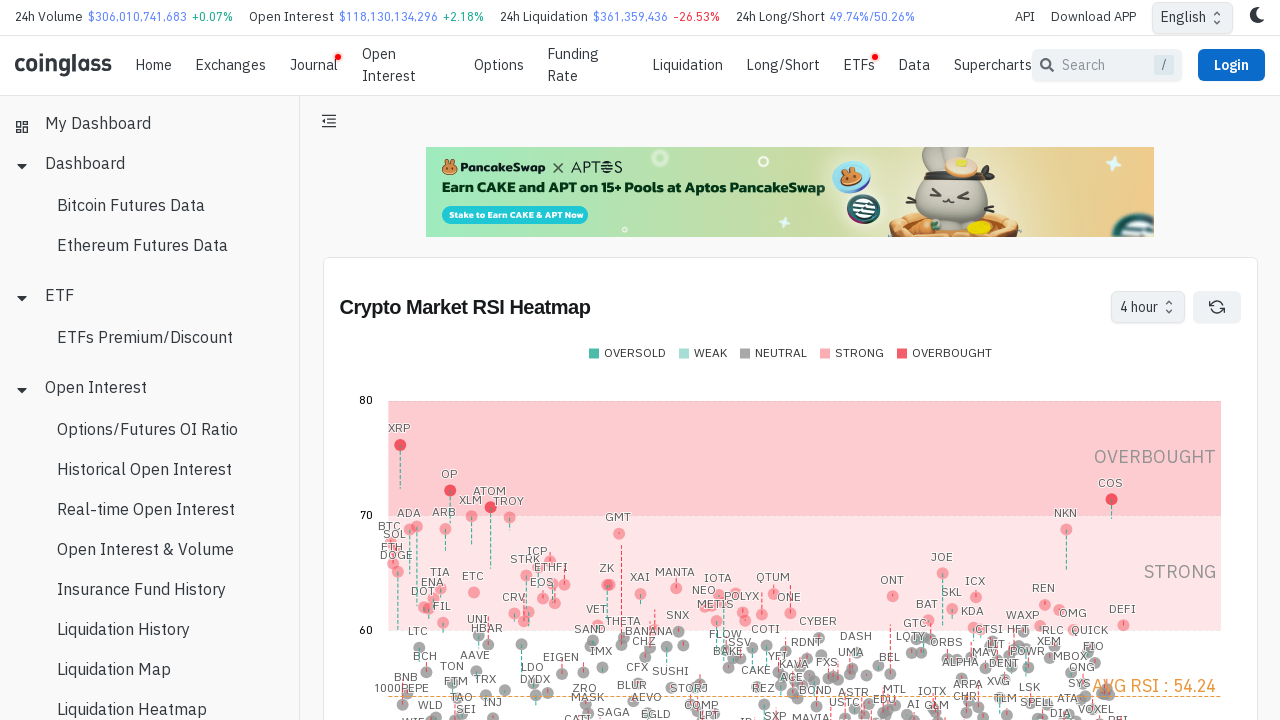 24h Volume $306,010,741,683 +0.07% Open Interest $118,130,134,296 +2.18% 24h Liquidation $361,359,436 -26.53% 24h Long/Short 49.74%/50.26% API Download APP English
coinglass Home Exchanges Journal Open Interest Options Funding Rate Liquidation Long/Short ETFs Data Supercharts Search / Login
My Dashboard
Dashboard
Bitcoin Futures Data
Ethereum Futures Data
ETF
ETFs Premium/Discount
Open Interest
Options/Futures OI Ratio
Historical Open Interest
Real-time Open Interest
Open Interest & Volume
Insurance Fund History
Liquidation History
Liquidation Map
Liquidation Heatmap
PancakeSwap X APTOS
Earn CAKE and APT on 15+ Pools at Aptos PancakeSwap
Stake to Earn CAKE & APT Now
Crypto Market RSI Heatmap
4 hour
OVERSOLD WEAK NEUTRAL STRONG OVERBOUGHT
80
XRP
OVERBOUGHT
OP
COS
ATOM
XLM TROY
70
ADA ARB GMT NKN
BTC
SOL
ETH
DOGE
ICP
STRK JOE
ETHFI
ZK
STRONG
TIA ETC XAI MANTA IOTA QTUM ONT ICX
ENA EOS
DOT NEO REN
CRV POLYX ONE SKL
FIL VET METIS BAT KDA OMG DEFI
SNX WAXP
UNI THETA CYBER GTC
60
LTC HBAR SAND BANANA COTI CTSI HFT RLC QUICK
FLOW DASH LQTY
CHZ SSV RDNT ORBS LIT XEM
BCH AAVE IMX BAKE UMA MAV POWR FIO
EIGEN YFT BEL MBOX
TON LDO CFX SUSHI CAKE KAVA FXS ALPHA DENT ONG
BNB TRX DYDX ACE
FTM BLUR ARPA XVG SYS
1000PEPE ZRO STORJ REZ BOND MTL LSK AVG RSI : 54.24
TAO MASK AEVO ASTR IOTX CHR
WLD INJ COMP USTC EDU AI GLM TLM SPELL ATA
SEI SAGA EGLD DIA VOXEL
LPT SXP MAVIA